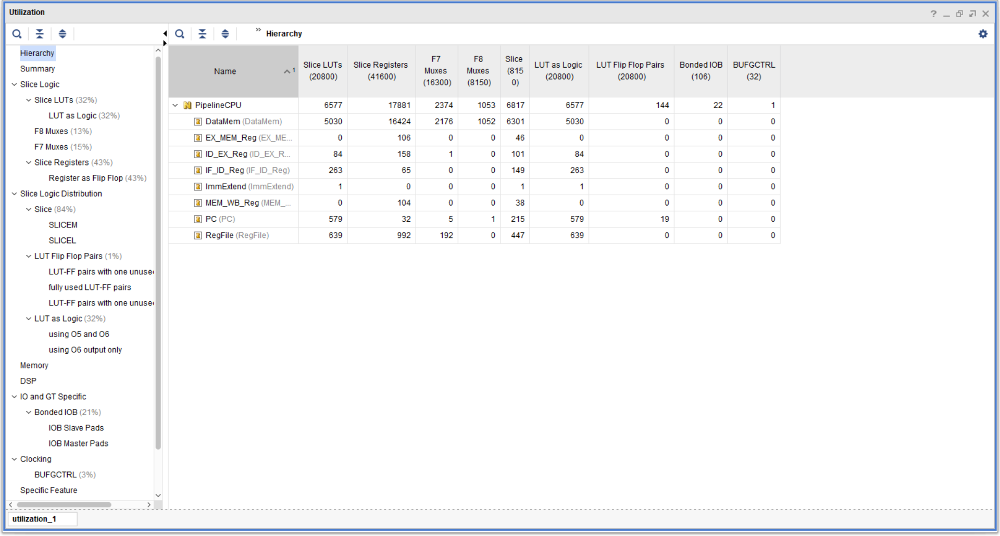 Utilization
Hierarchy
Summary
Slice Logic
Slice LUTs (32%)
LUT as Logic (32%)
F8 Muxes (13%)
F7 Muxes (15%)
Slice Registers (43%)
Register as Flip Flop (43%)
Slice Logic Distribution
Slice (84%)
SLICEM
SLICEL
LUT Flip Flop Pairs (1%)
LUT-FF pairs with one unused
fully used LUT-FF pairs
LUT-FF pairs with one unused
LUT as Logic (32%)
using O5 and O6
using O6 output only
Memory
DSP
IO and GT Specific
Bonded IOB (21%)
IOB Slave Pads
IOB Master Pads
Clocking
BUFGCTRL (3%)
Specific Feature
» Hierarchy
Name 1 Slice LUTs (20800) Slice Registers (41600) F7 Muxes (16300) F8 Muxes (8150) Slice (8150) LUT as Logic (20800) LUT Flip Flop Pairs (20800) Bonded IOB (106) BUFGCTRL (32)
PipelineCPU 6577 17881 2374 1053 6817 6577 144 22 1
DataMem (DataMem) 5030 16424 2176 1052 6301 5030 0 0 0
EX_MEM_Reg (EX_ME... 0 106 0 0 46 0 0 0 0
ID_EX_Reg (ID_EX_R... 84 158 1 0 101 84 0 0 0
IF_ID_Reg (IF_ID_Reg) 263 65 0 0 149 263 0 0 0
ImmExtend (ImmExtend) 1 0 0 0 1 1 0 0 0
MEM_WB_Reg (MEM_... 0 104 0 0 38 0 0 0 0
PC (PC) 579 32 5 1 215 579 19 0 0
RegFile (RegFile) 639 992 192 0 447 639 0 0 0
utilization_1